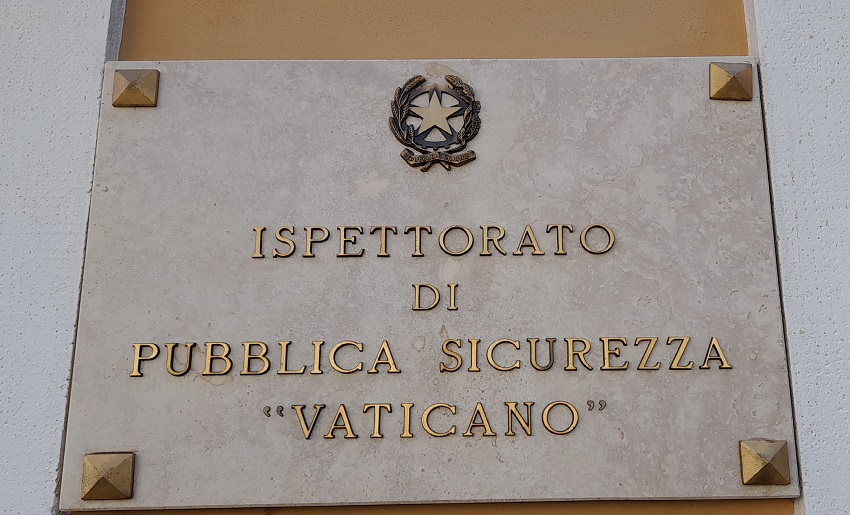 ISPETTORATO
DI
PUBBLICA SICUREZZA
“VATICANO”